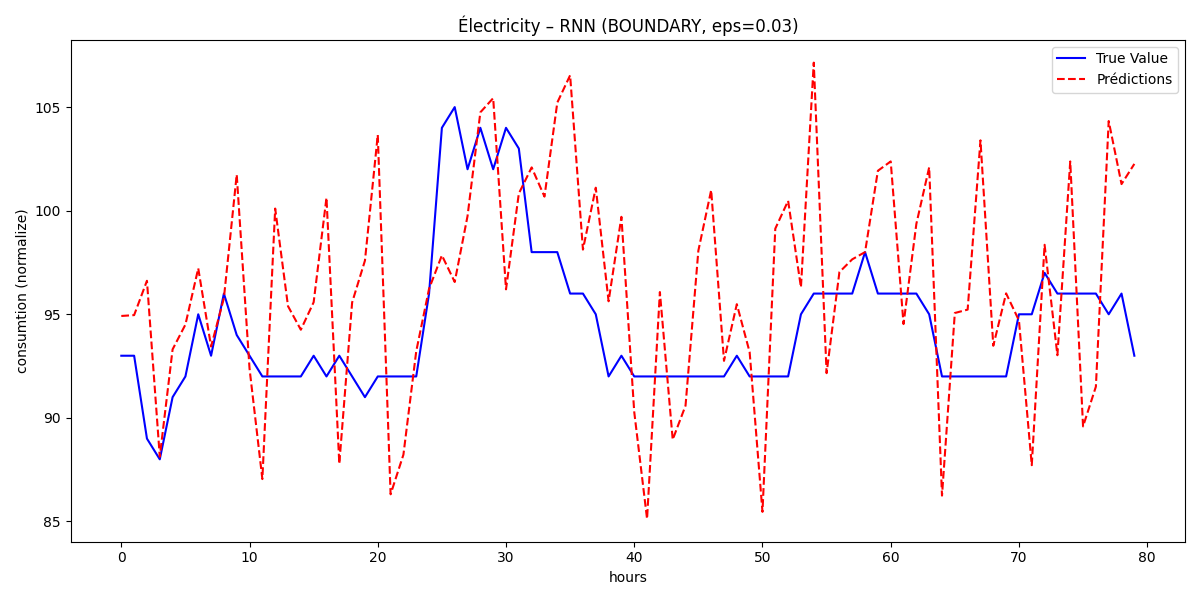 Électricity – RNN (BOUNDARY, eps=0.03)
True Value
Prédictions
consumtion (normalize)
105
100
95
90
85
0 10 20 30 40 50 60 70 80
hours